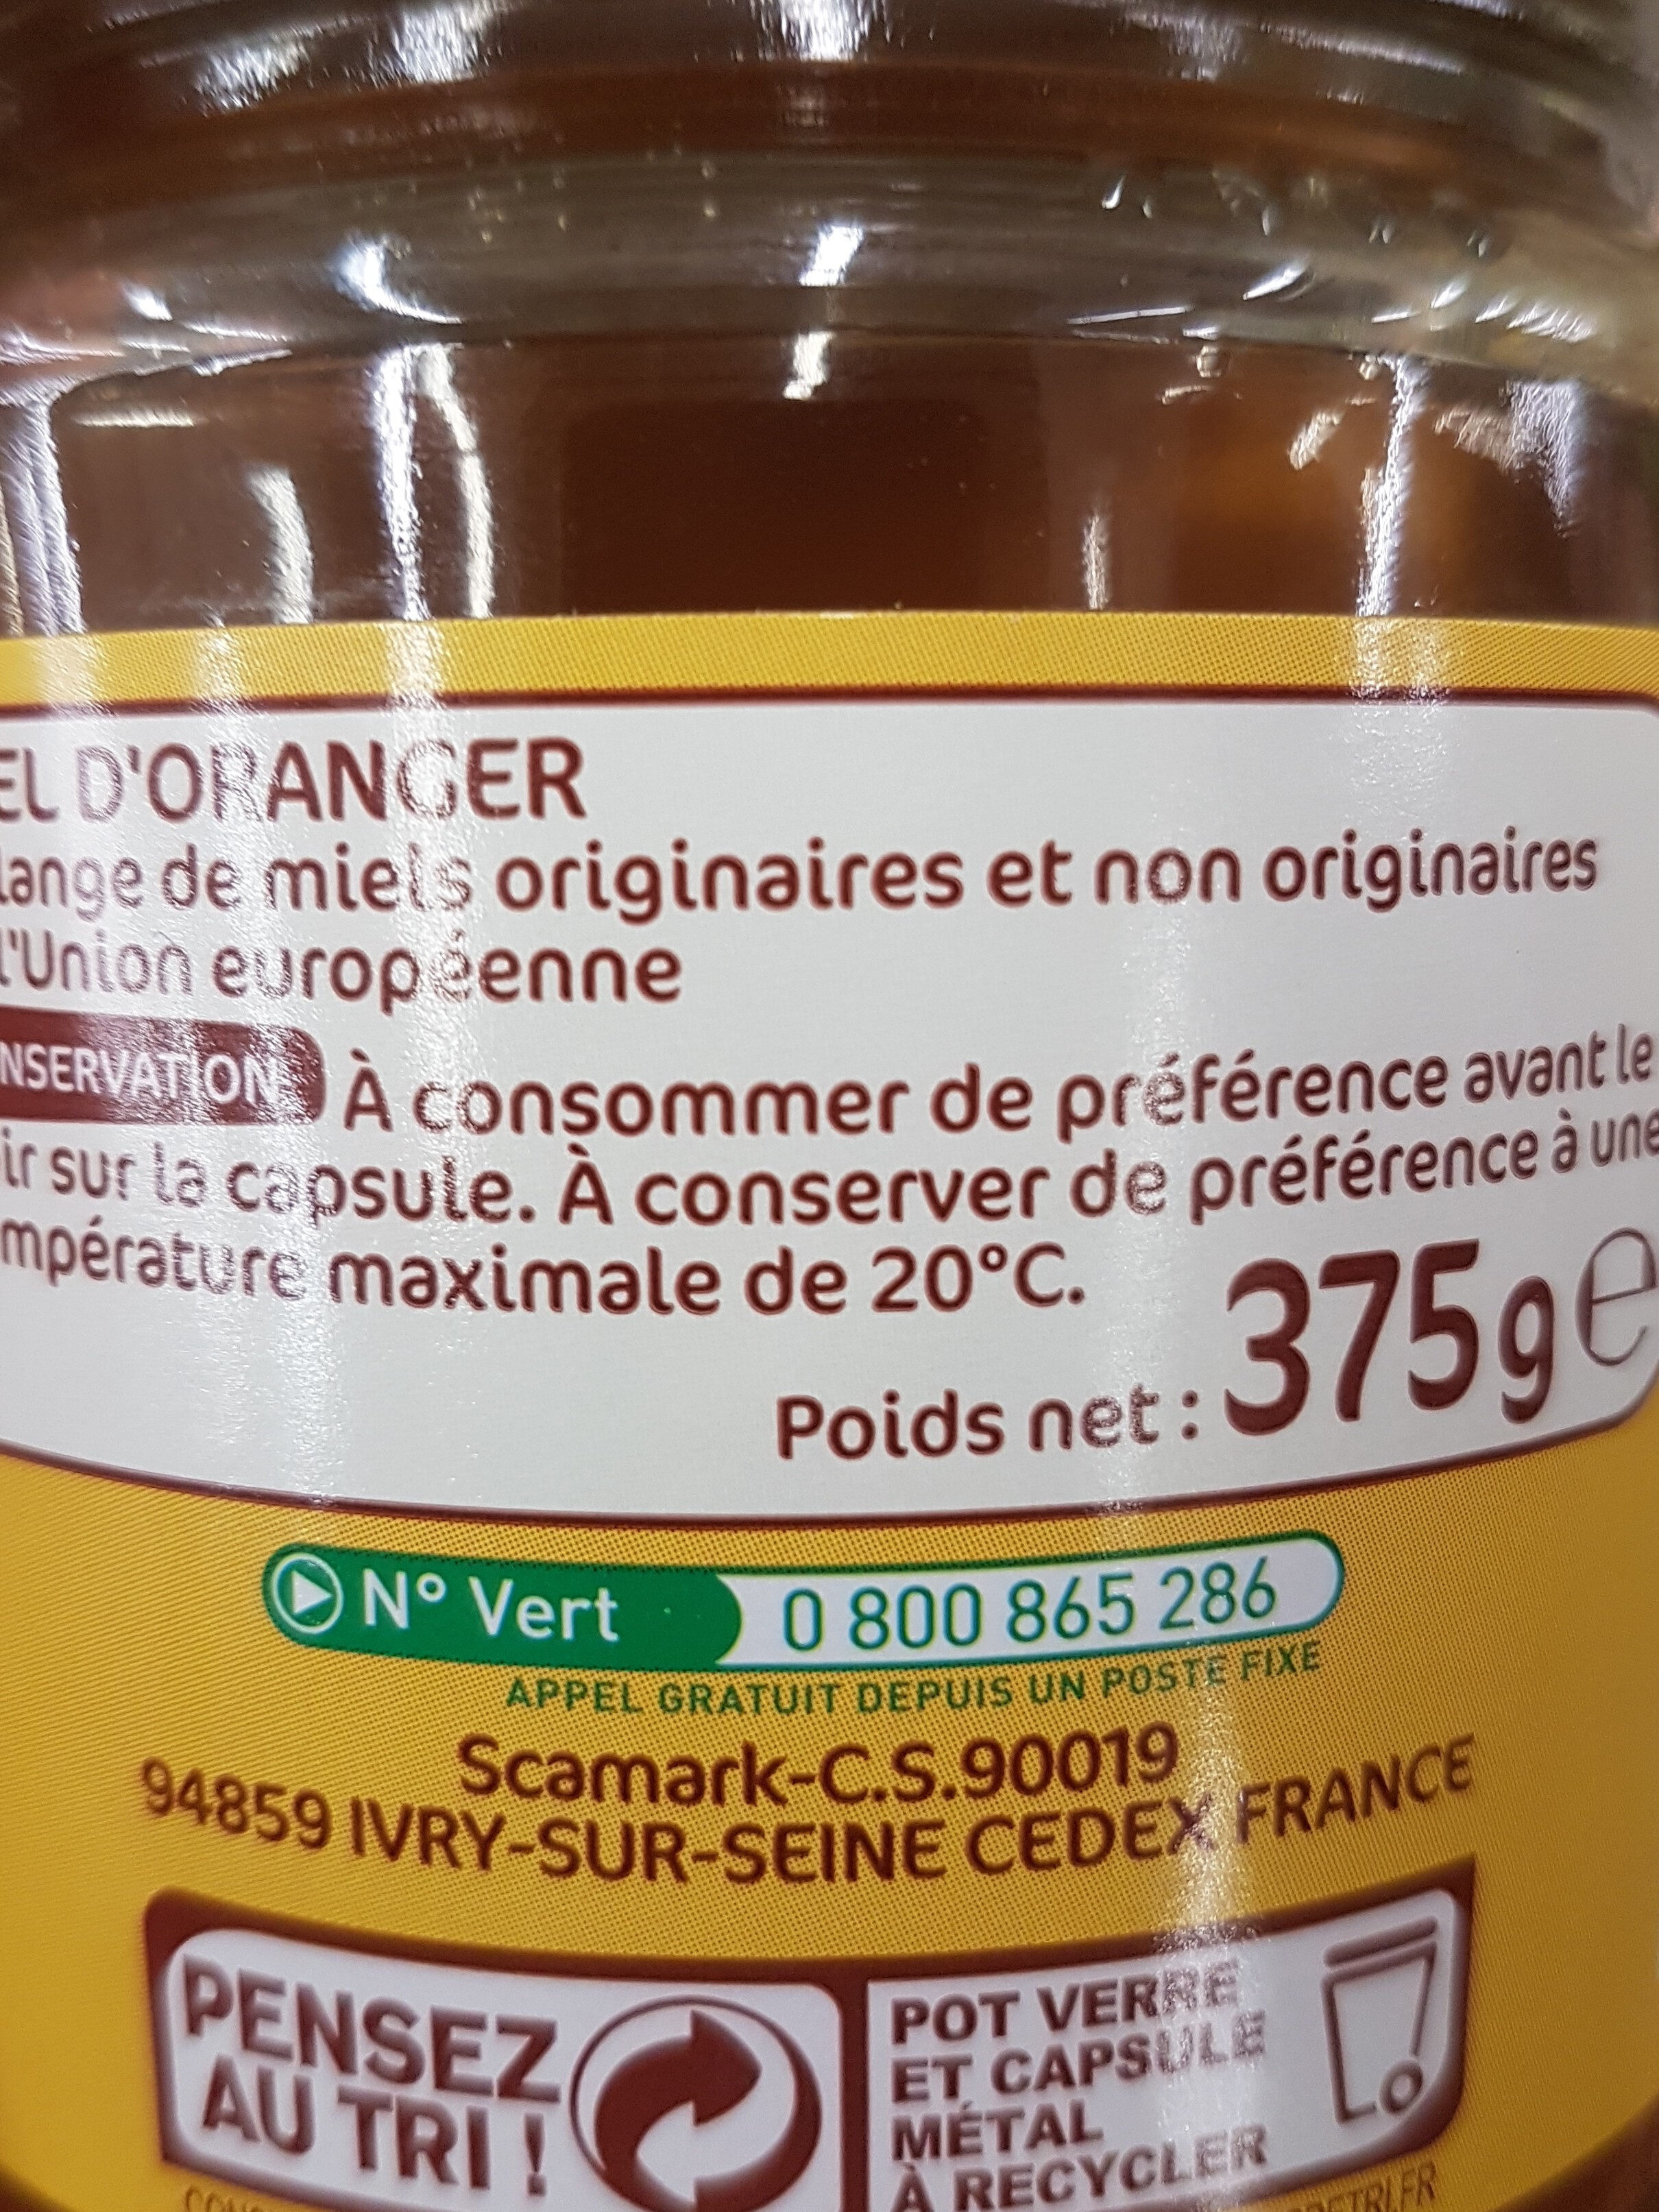 EL D'ORANGER
lange de miels originaires et non originaires
l'Union européenne
NSERVATION À consommer de préférence avant le
ir sur la capsule. À conserver de préférence à une
mpérature maximale de 20°C.
Poids net : 375g e
N° Vert 0 800 865 286
APPEL GRATUIT DEPUIS UN POSTE FIXE
Scamark-C.S.90019
94859 IVRY-SUR-SEINE CEDEX FRANCE
PENSEZ
AU TRI !
POT VERRE
ET CAPSULE
MÉTAL
À RECYCLER